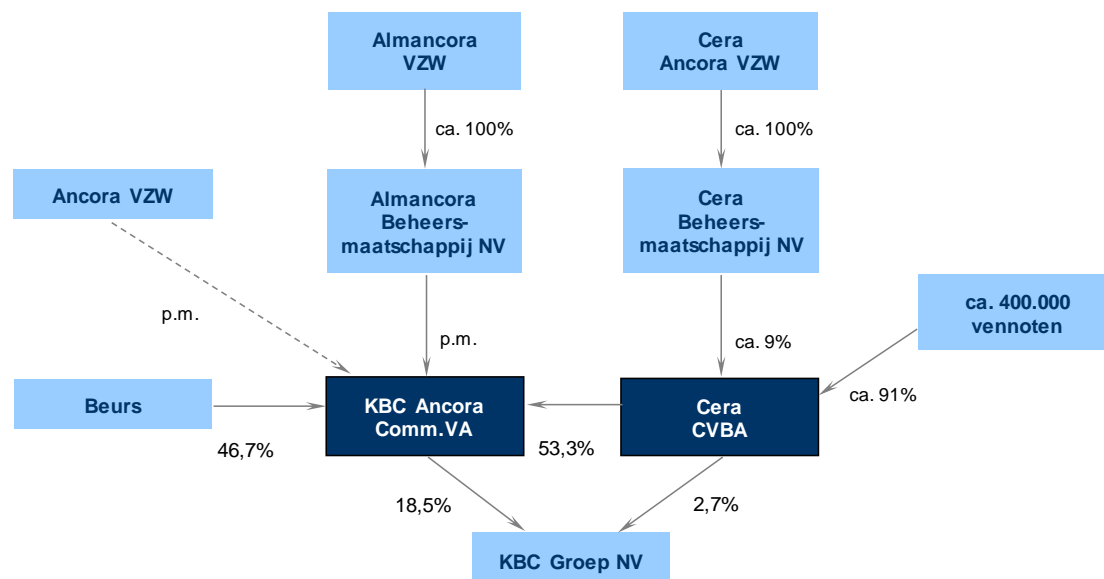 Almancora
VZW
Cera
Ancora VZW
ca. 100%
ca. 100%
Ancora VZW
Almancora
Beheers-
maatschappij NV
Cera
Beheers-
maatschappij NV
ca. 400.000
vennoten
p.m.
p.m.
ca. 9%
ca. 91%
Beurs
KBC Ancora
Comm.VA
Cera
CVBA
46,7%
53,3%
18,5%
2,7%
KBC Groep NV